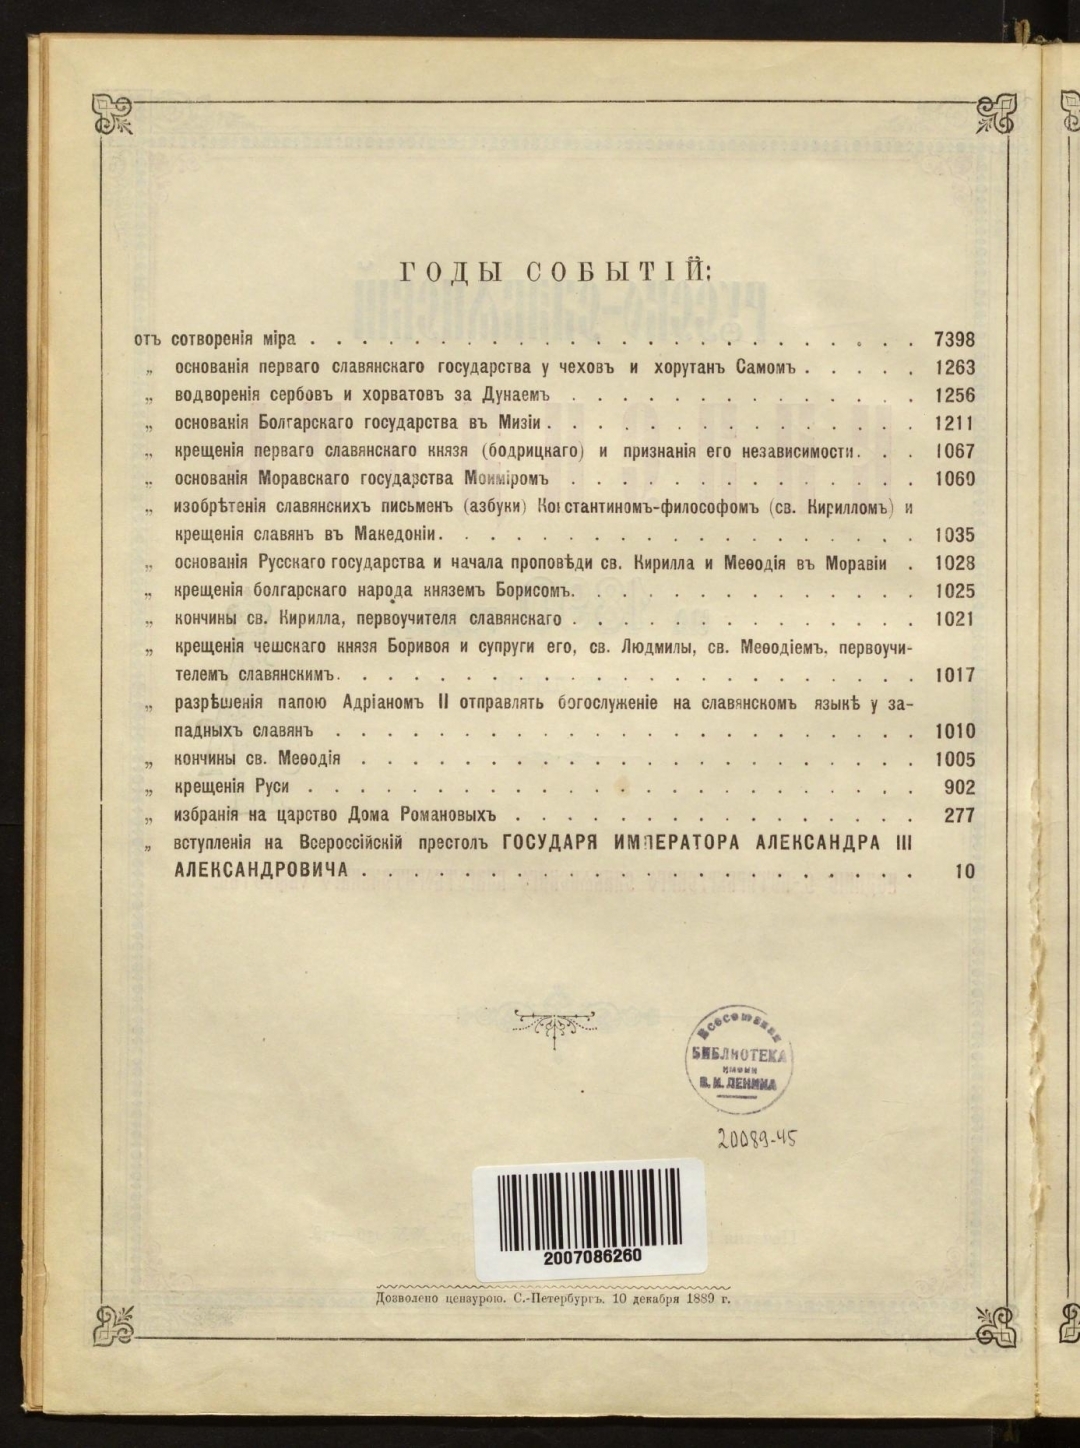 ГОДЫ СОБЫТІЙ:
отъ сотворенія міра . . . . . . . . . . . . . . . . . . . . . . . 7398
„ основанія перваго славянскаго государства у чеховъ и хорутанъ Самомъ . . . . . 1263
„ водворенія сербовъ и хорватовъ за Дунаемъ . . . . . . . . . . . . . . 1256
„ основанія Болгарскаго государства въ Мизіи . . . . . . . . . . . . . . . 1211
„ крещенія перваго славянскаго князя (бодрицкаго) и признанія его независимости. . . 1067
„ основанія Моравскаго государства Моиміромъ . . . . . . . . . . . . . . 1060
„ изобрѣтенія славянскихъ письменъ (азбуки) Константиномъ-философомъ (св. Кирилломъ) и
крещенія славянъ въ Македоніи. . . . . . . . . . . . . . . . . . . 1035
„ основанія Русскаго государства и начала проповѣди св. Кирилла и Меѳодія въ Моравіи . 1028
„ крещенія болгарскаго народа княземъ Борисомъ. . . . . . . . . . . . . . 1025
„ кончины св. Кирилла, первоучителя славянскаго . . . . . . . . . . . . . . 1021
„ крещенія чешскаго князя Боривоя и супруги его, св. Людмилы, св. Меѳодіемъ, первоучи-
телемъ славянскимъ. . . . . . . . . . . . . . . . . . . . . . . 1017
„ разрѣшенія папою Адріаномъ II отправлять богослуженіе на славянскомъ языкѣ у за-
падныхъ славянъ . . . . . . . . . . . . . . . . . . . . . . . 1010
„ кончины св. Меѳодія . . . . . . . . . . . . . . . . . . . . . . 1005
„ крещенія Руси . . . . . . . . . . . . . . . . . . . . . . . . 902
„ избранія на царство Дома Романовыхъ . . . . . . . . . . . . . . . . 277
„ вступленія на Всероссійскій престолъ ГОСУДАРЯ ИМПЕРАТОРА АЛЕКСАНДРА III
АЛЕКСАНДРОВИЧА . . . . . . . . . . . . . . . . . . . . . . 10
Всесоюзная
БИБЛИОТЕКА
имени
В. И. ЛЕНИНА
20089-45
2007086260
Дозволено цензурою. С.-Петербургъ, 10 декабря 1889 г.